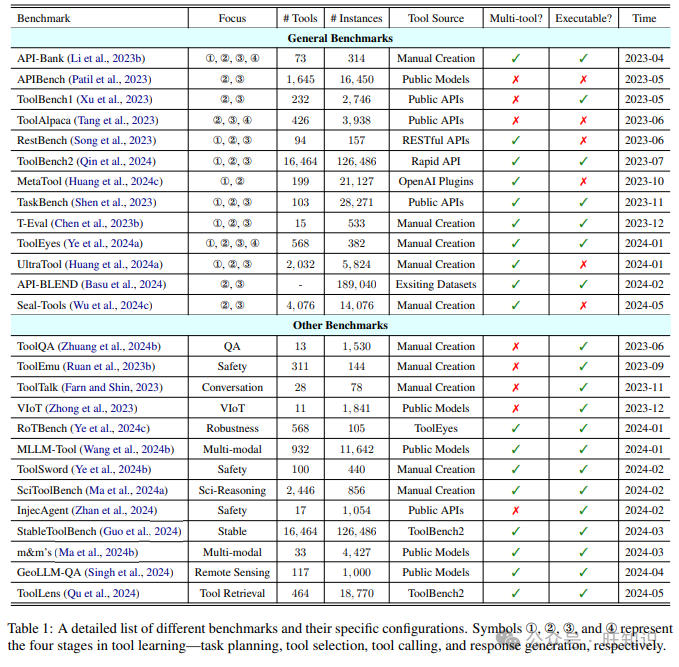 Benchmark Focus # Tools # Instances Tool Source Multi-tool? Executable? Time
General Benchmarks
API-Bank (Li et al., 2023b) ①, ②, ③, ④ 73 314 Manual Creation ✓ ✓ 2023-04
APIBench (Patil et al., 2023) ②, ③ 1,645 16,450 Public Models ✗ ✗ 2023-05
ToolBench1 (Xu et al., 2023) ②, ③ 232 2,746 Public APIs ✗ ✓ 2023-05
ToolAlpaca (Tang et al., 2023) ②, ③, ④ 426 3,938 Public APIs ✗ ✗ 2023-06
RestBench (Song et al., 2023) ①, ②, ③ 94 157 RESTful APIs ✓ ✗ 2023-06
ToolBench2 (Qin et al., 2024) ①, ②, ③ 16,464 126,486 Rapid API ✓ ✓ 2023-07
MetaTool (Huang et al., 2024c) ①, ② 199 21,127 OpenAI Plugins ✓ ✗ 2023-10
TaskBench (Shen et al., 2023) ①, ②, ③ 103 28,271 Public APIs ✓ ✓ 2023-11
T-Eval (Chen et al., 2023b) ①, ②, ③ 15 533 Manual Creation ✓ ✓ 2023-12
ToolEyes (Ye et al., 2024a) ①, ②, ③, ④ 568 382 Manual Creation ✓ ✓ 2024-01
UltraTool (Huang et al., 2024a) ①, ②, ③ 2,032 5,824 Manual Creation ✓ ✗ 2024-01
API-BLEND (Basu et al., 2024) ②, ③ - 189,040 Exsiting Datasets ✓ ✓ 2024-02
Seal-Tools (Wu et al., 2024c) ②, ③ 4,076 14,076 Manual Creation ✓ ✗ 2024-05
Other Benchmarks
ToolQA (Zhuang et al., 2024b) QA 13 1,530 Manual Creation ✗ ✓ 2023-06
ToolEmu (Ruan et al., 2023b) Safety 311 144 Manual Creation ✗ ✓ 2023-09
ToolTalk (Farn and Shin, 2023) Conversation 28 78 Manual Creation ✗ ✓ 2023-11
VIoT (Zhong et al., 2023) VIoT 11 1,841 Public Models ✗ ✓ 2023-12
RoTBench (Ye et al., 2024c) Robustness 568 105 ToolEyes ✓ ✓ 2024-01
MLLM-Tool (Wang et al., 2024b) Multi-modal 932 11,642 Public Models ✓ ✓ 2024-01
ToolSword (Ye et al., 2024b) Safety 100 440 Manual Creation ✓ ✓ 2024-02
SciToolBench (Ma et al., 2024a) Sci-Reasoning 2,446 856 Manual Creation ✓ ✓ 2024-02
InjecAgent (Zhan et al., 2024) Safety 17 1,054 Public APIs ✗ ✓ 2024-02
StableToolBench (Guo et al., 2024) Stable 16,464 126,486 ToolBench2 ✓ ✓ 2024-03
m&m's (Ma et al., 2024b) Multi-modal 33 4,427 Public Models ✓ ✓ 2024-03
GeoLLM-QA (Singh et al., 2024) Remote Sensing 117 1,000 Public Models ✓ ✓ 2024-04
ToolLens (Qu et al., 2024) Tool Retrieval 464 18,770 ToolBench2 ✓ ✓ 2024-05
Table 1: A detailed list of different benchmarks and their specific configurations. Symbols ①, ②, ③, and ④ represent
the four stages in tool learning—task planning, tool selection, tool calling, and response generation, respectively.
公众号 · 旺知识